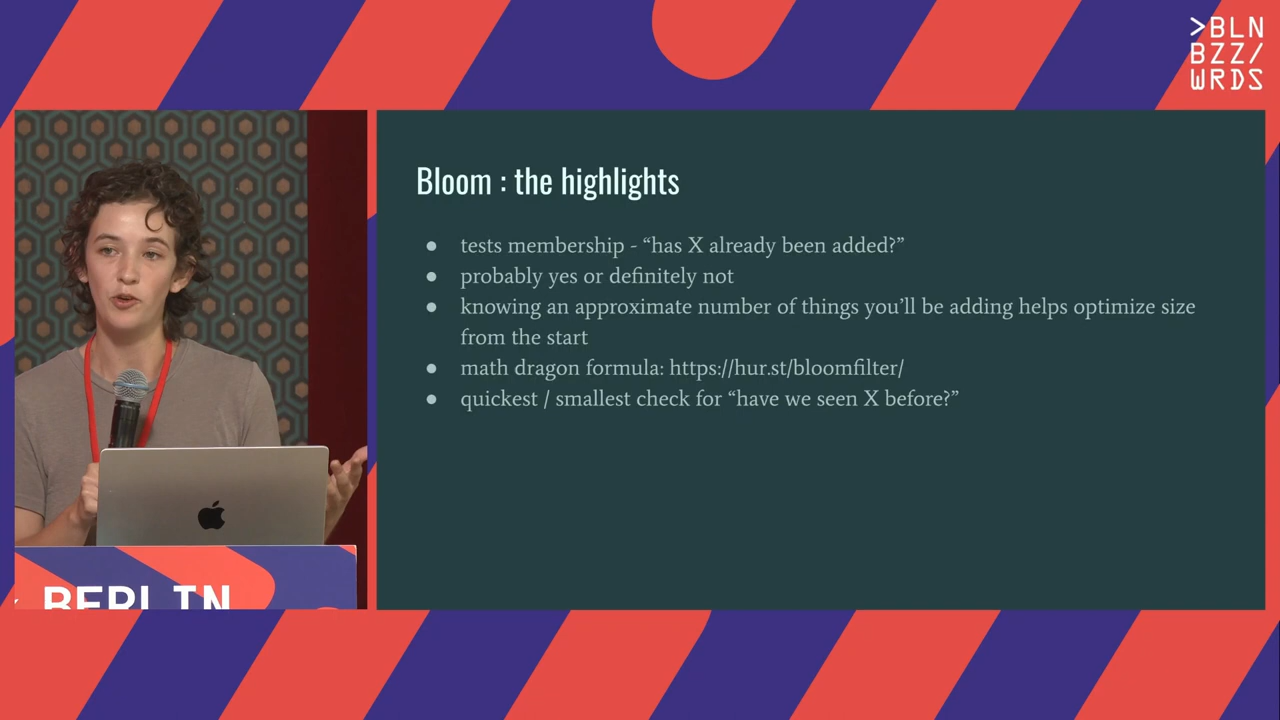 >BLN
BZZ/
WRDS
Bloom : the highlights
● tests membership - “has X already been added?”
● probably yes or definitely not
● knowing an approximate number of things you’ll be adding helps optimize size
from the start
● math dragon formula: https://hur.st/bloomfilter/
● quickest / smallest check for “have we seen X before?”
BERLIN